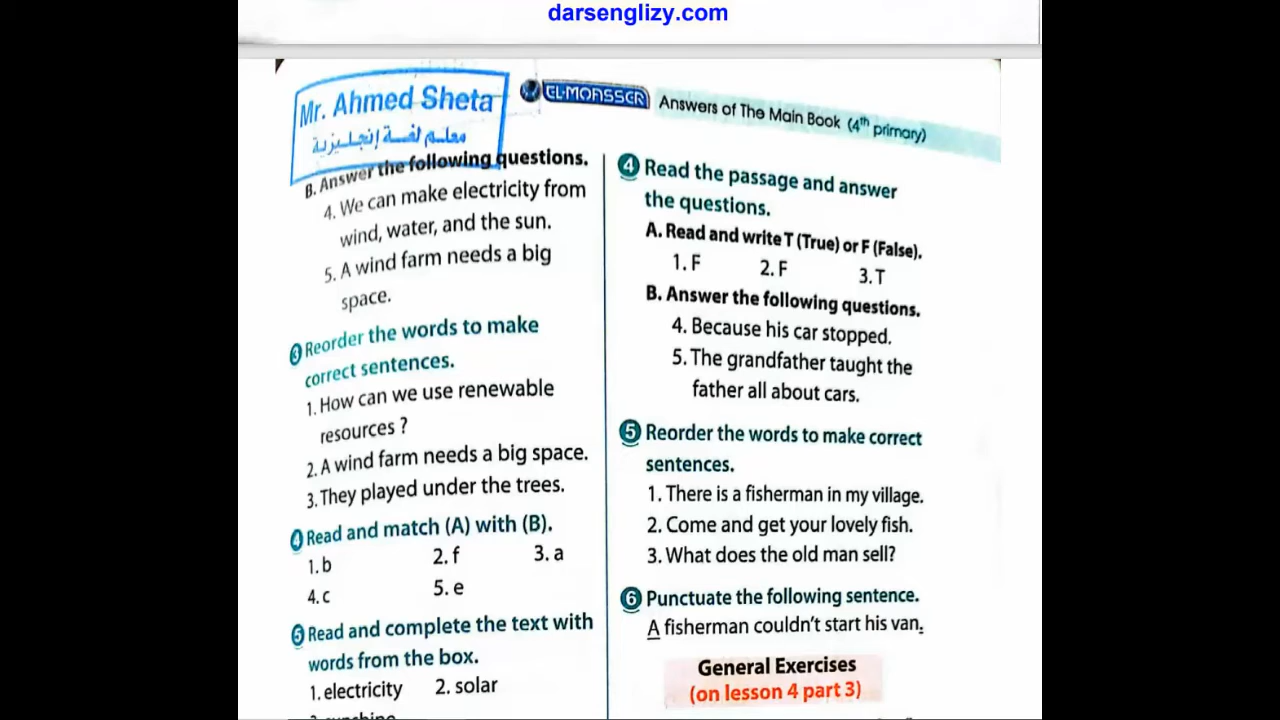 darsenglizy.com
Mr. Ahmed Sheta
معلم لغة إنجليزية
EL-MOASSER
Answers of The Main Book (4th primary)
B. Answer the following questions.
4. We can make electricity from
wind, water, and the sun.
5. A wind farm needs a big
space.
3 Reorder the words to make
correct sentences.
1. How can we use renewable
resources ?
2. A wind farm needs a big space.
3. They played under the trees.
4 Read and match (A) with (B).
1. b 2. f 3. a
4. c 5. e
5 Read and complete the text with
words from the box.
1. electricity 2. solar
3. sunshine
4 Read the passage and answer
the questions.
A. Read and write T (True) or F (False).
1. F 2. F 3. T
B. Answer the following questions.
4. Because his car stopped.
5. The grandfather taught the
father all about cars.
5 Reorder the words to make correct
sentences.
1. There is a fisherman in my village.
2. Come and get your lovely fish.
3. What does the old man sell?
6 Punctuate the following sentence.
A fisherman couldn't start his van.
General Exercises
(on lesson 4 part 3)